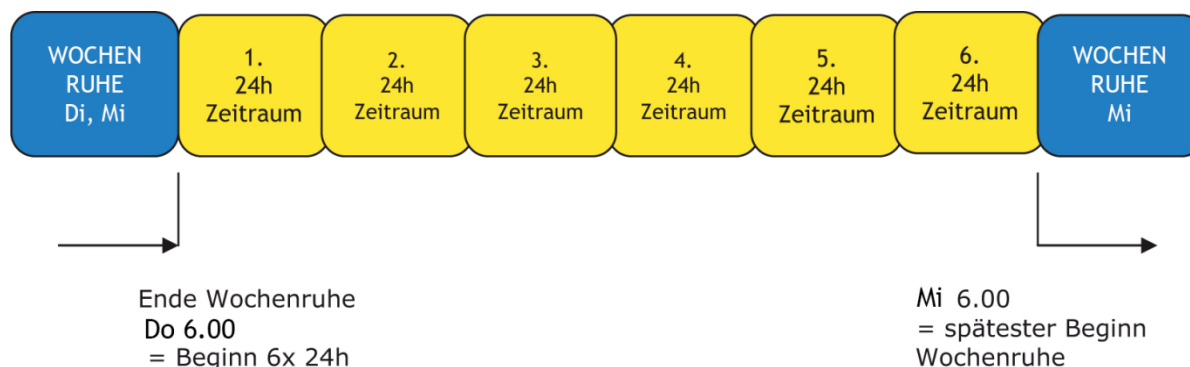 WOCHEN
RUHE
Di, Mi
1.
24h
Zeitraum
2.
24h
Zeitraum
3.
24h
Zeitraum
4.
24h
Zeitraum
5.
24h
Zeitraum
6.
24h
Zeitraum
WOCHEN
RUHE
Mi
Ende Wochenruhe
Do 6.00
= Beginn 6x 24h
Mi 6.00
= spätester Beginn
Wochenruhe